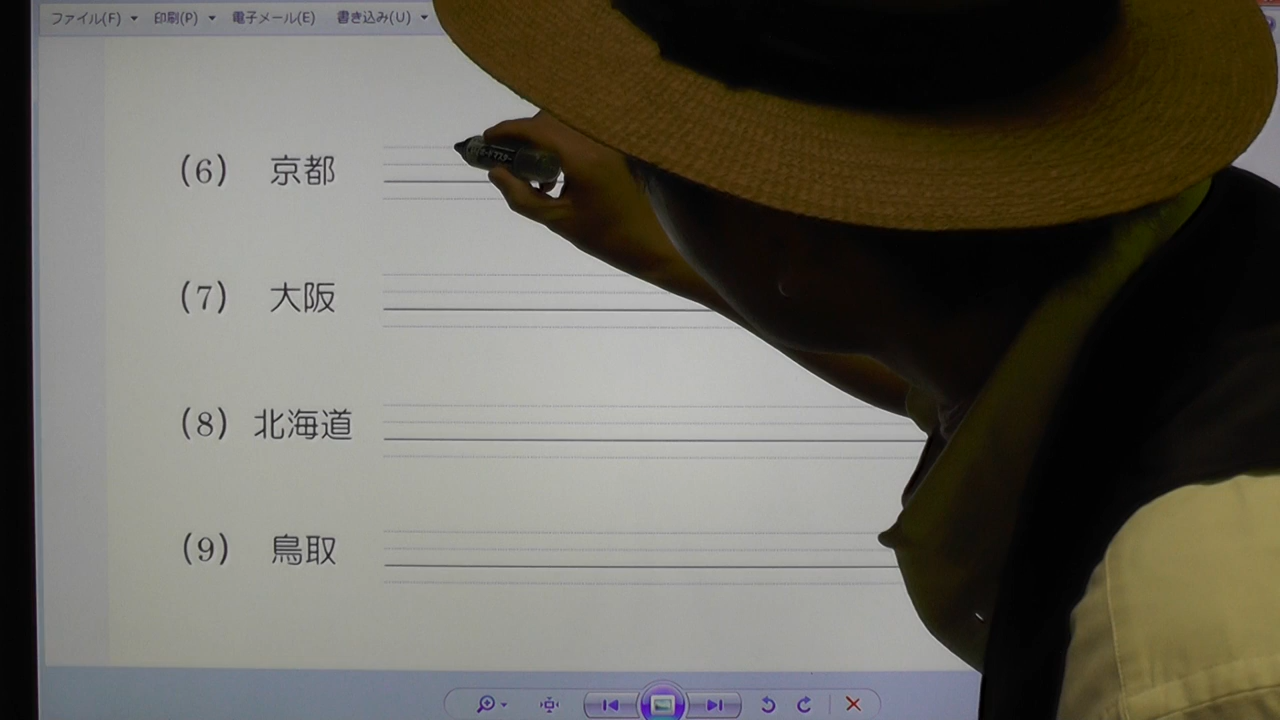 ファイル(F) 印刷(P) 電子メール(E) 書き込み(U)
(6) 京都
(7) 大阪
(8) 北海道
(9) 鳥取